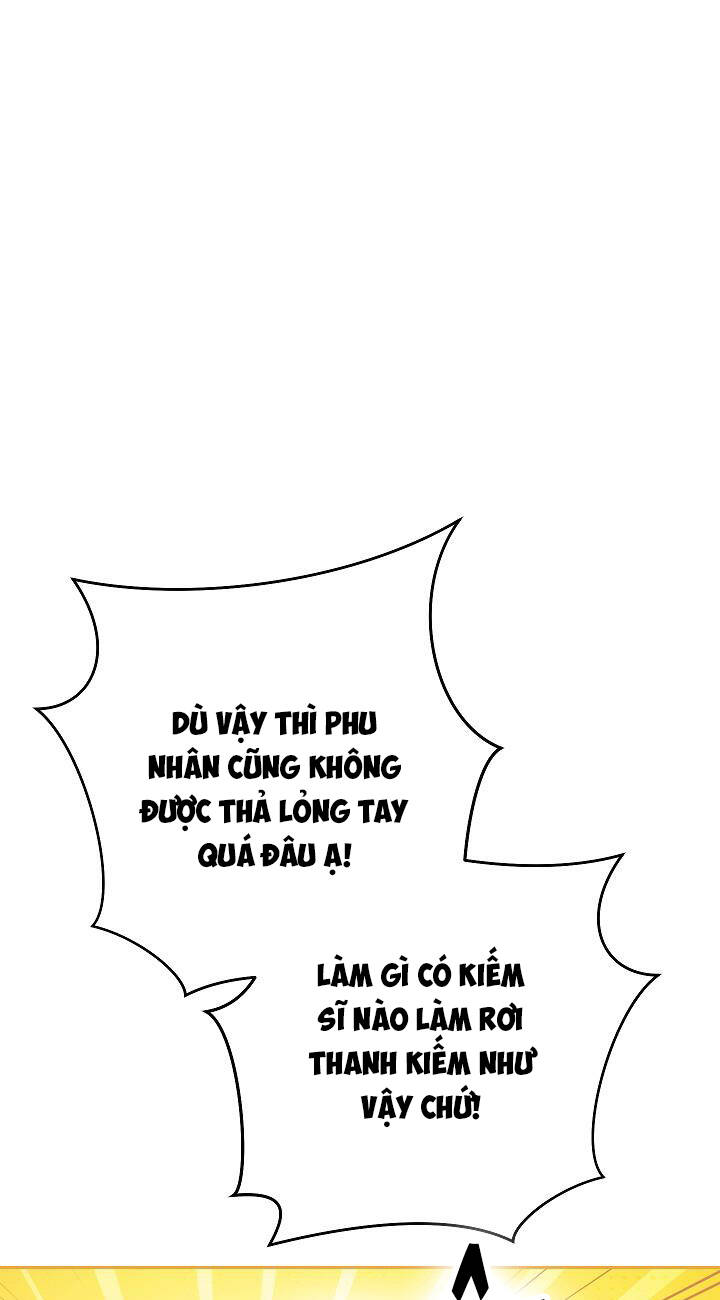 DÙ VẬY THÌ PHU
NHÂN CŨNG KHÔNG
ĐƯỢC THẢ LỎNG TAY
QUÁ ĐÂU Ạ!
LÀM GÌ CÓ KIẾM
SĨ NÀO LÀM RƠI
THANH KIẾM NHƯ
VẬY CHỨ!